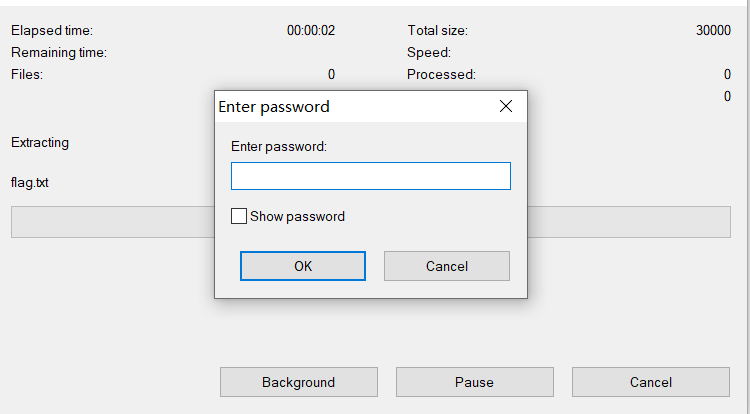 Elapsed time: 00:00:02 Total size: 30000
Remaining time: Speed:
Files: 0 Processed: 0
0
Enter password
Enter password:
Extracting
flag.txt
Show password
OK Cancel
Background Pause Cancel